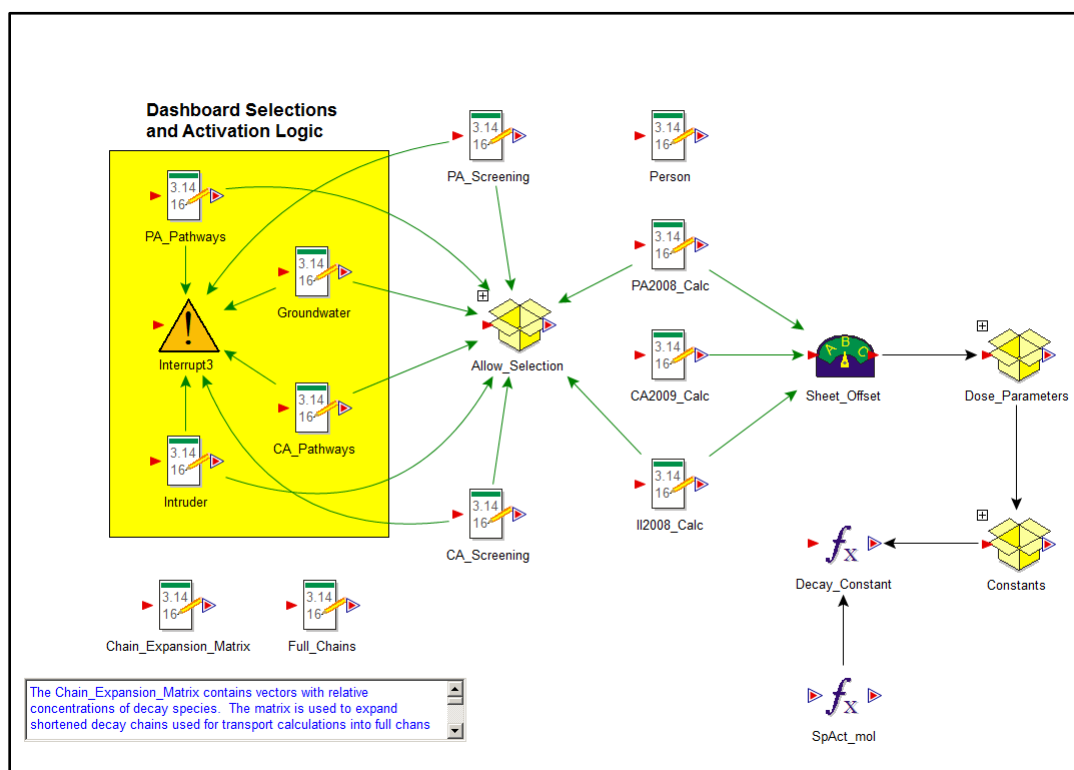 Dashboard Selections
and Activation Logic
3.14
16
PA_Screening
3.14
16
Person
3.14
16
PA_Pathways
3.14
16
Groundwater
3.14
16
PA2008_Calc
!
Interrupt3
Allow_Selection
3.14
16
CA2009_Calc
A B C
Sheet_Offset
Dose_Parameters
3.14
16
CA_Pathways
3.14
16
Intruder
3.14
16
II2008_Calc
3.14
16
CA_Screening
fx
Decay_Constant
Constants
3.14
16
Chain_Expansion_Matrix
3.14
16
Full_Chains
The Chain_Expansion_Matrix contains vectors with relative
concentrations of decay species. The matrix is used to expand
shortened decay chains used for transport calculations into full chans
fx
SpAct_mol